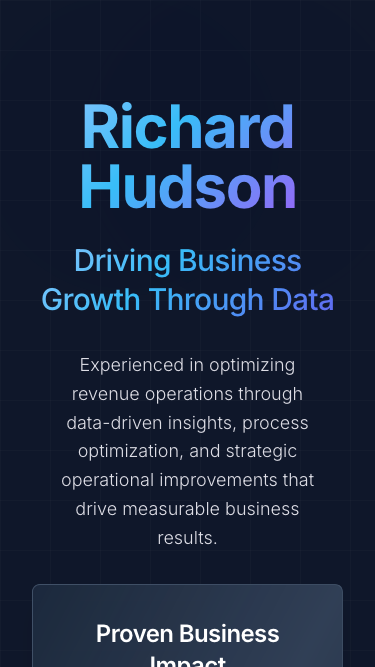 Richard
Hudson
Driving Business
Growth Through Data
Experienced in optimizing
revenue operations through
data-driven insights, process
optimization, and strategic
operational improvements that
drive measurable business
results.
Proven Business
Impact